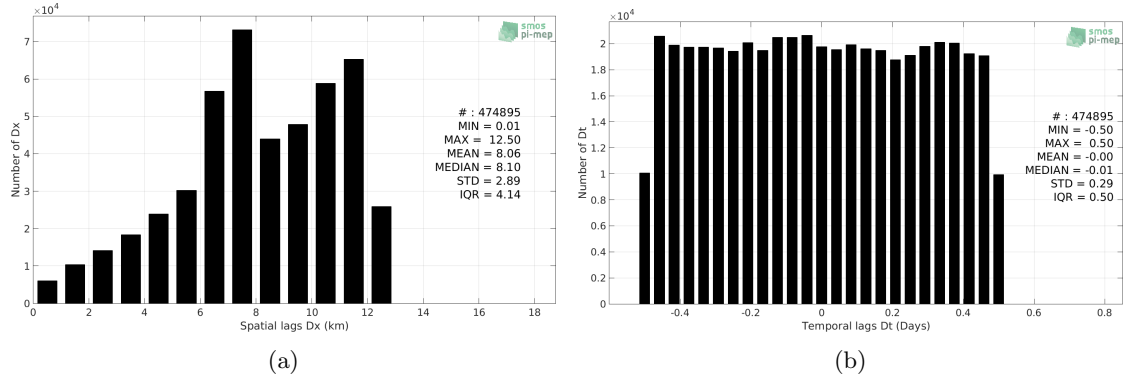 ×10⁴
smos
pi-mep
7
6
5
4
3
2
1
0
Number of Dx
# : 474895
MIN = 0.01
MAX = 12.50
MEAN = 8.06
MEDIAN = 8.10
STD = 2.89
IQR = 4.14
0 2 4 6 8 10 12 14 16 18
Spatial lags Dx (km)
(a)
×10⁴
smos
pi-mep
2
1.8
1.6
1.4
1.2
1
0.8
0.6
0.4
0.2
0
Number of Dt
# : 474895
MIN = -0.50
MAX = 0.50
MEAN = -0.00
MEDIAN = -0.01
STD = 0.29
IQR = 0.50
-0.4 -0.2 0 0.2 0.4 0.6 0.8
Temporal lags Dt (Days)
(b)